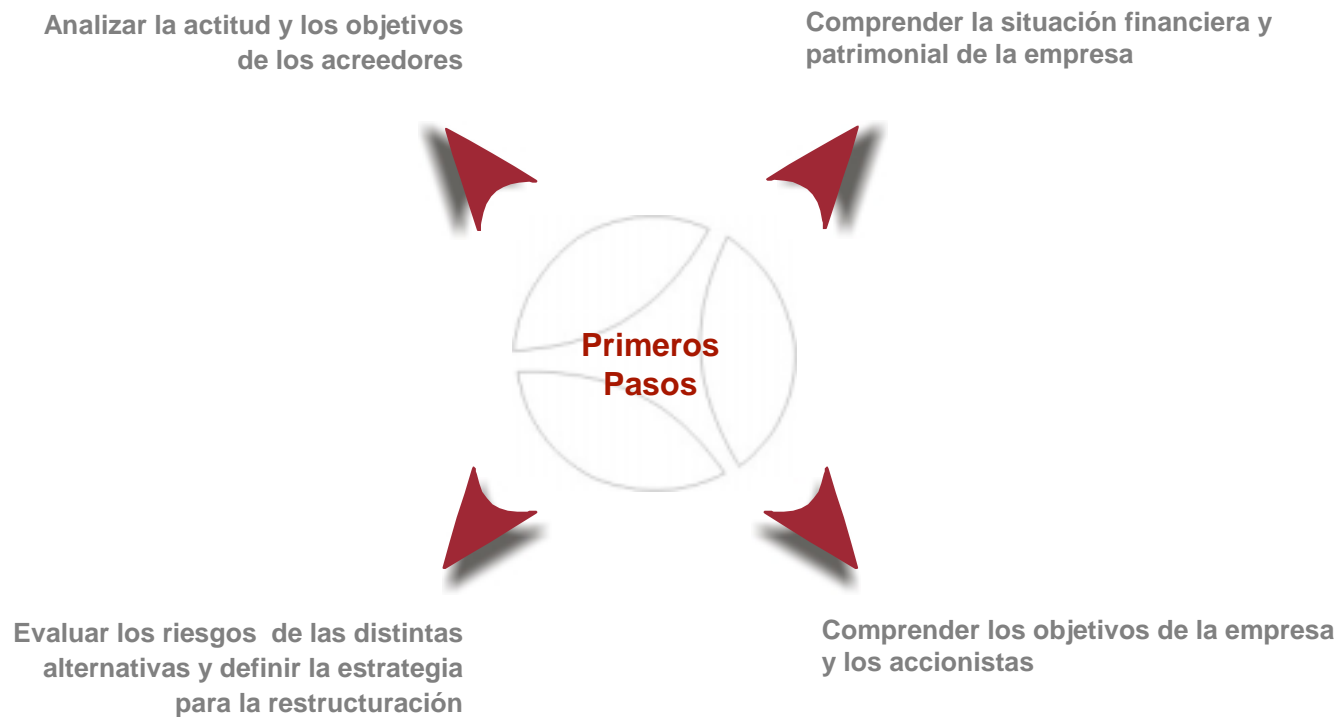 Analizar la actitud y los objetivos
de los acreedores
Comprender la situación financiera y
patrimonial de la empresa
Primeros
Pasos
Evaluar los riesgos  de las distintas
alternativas y definir la estrategia
para la restructuración
Comprender los objetivos de la empresa
y los accionistas